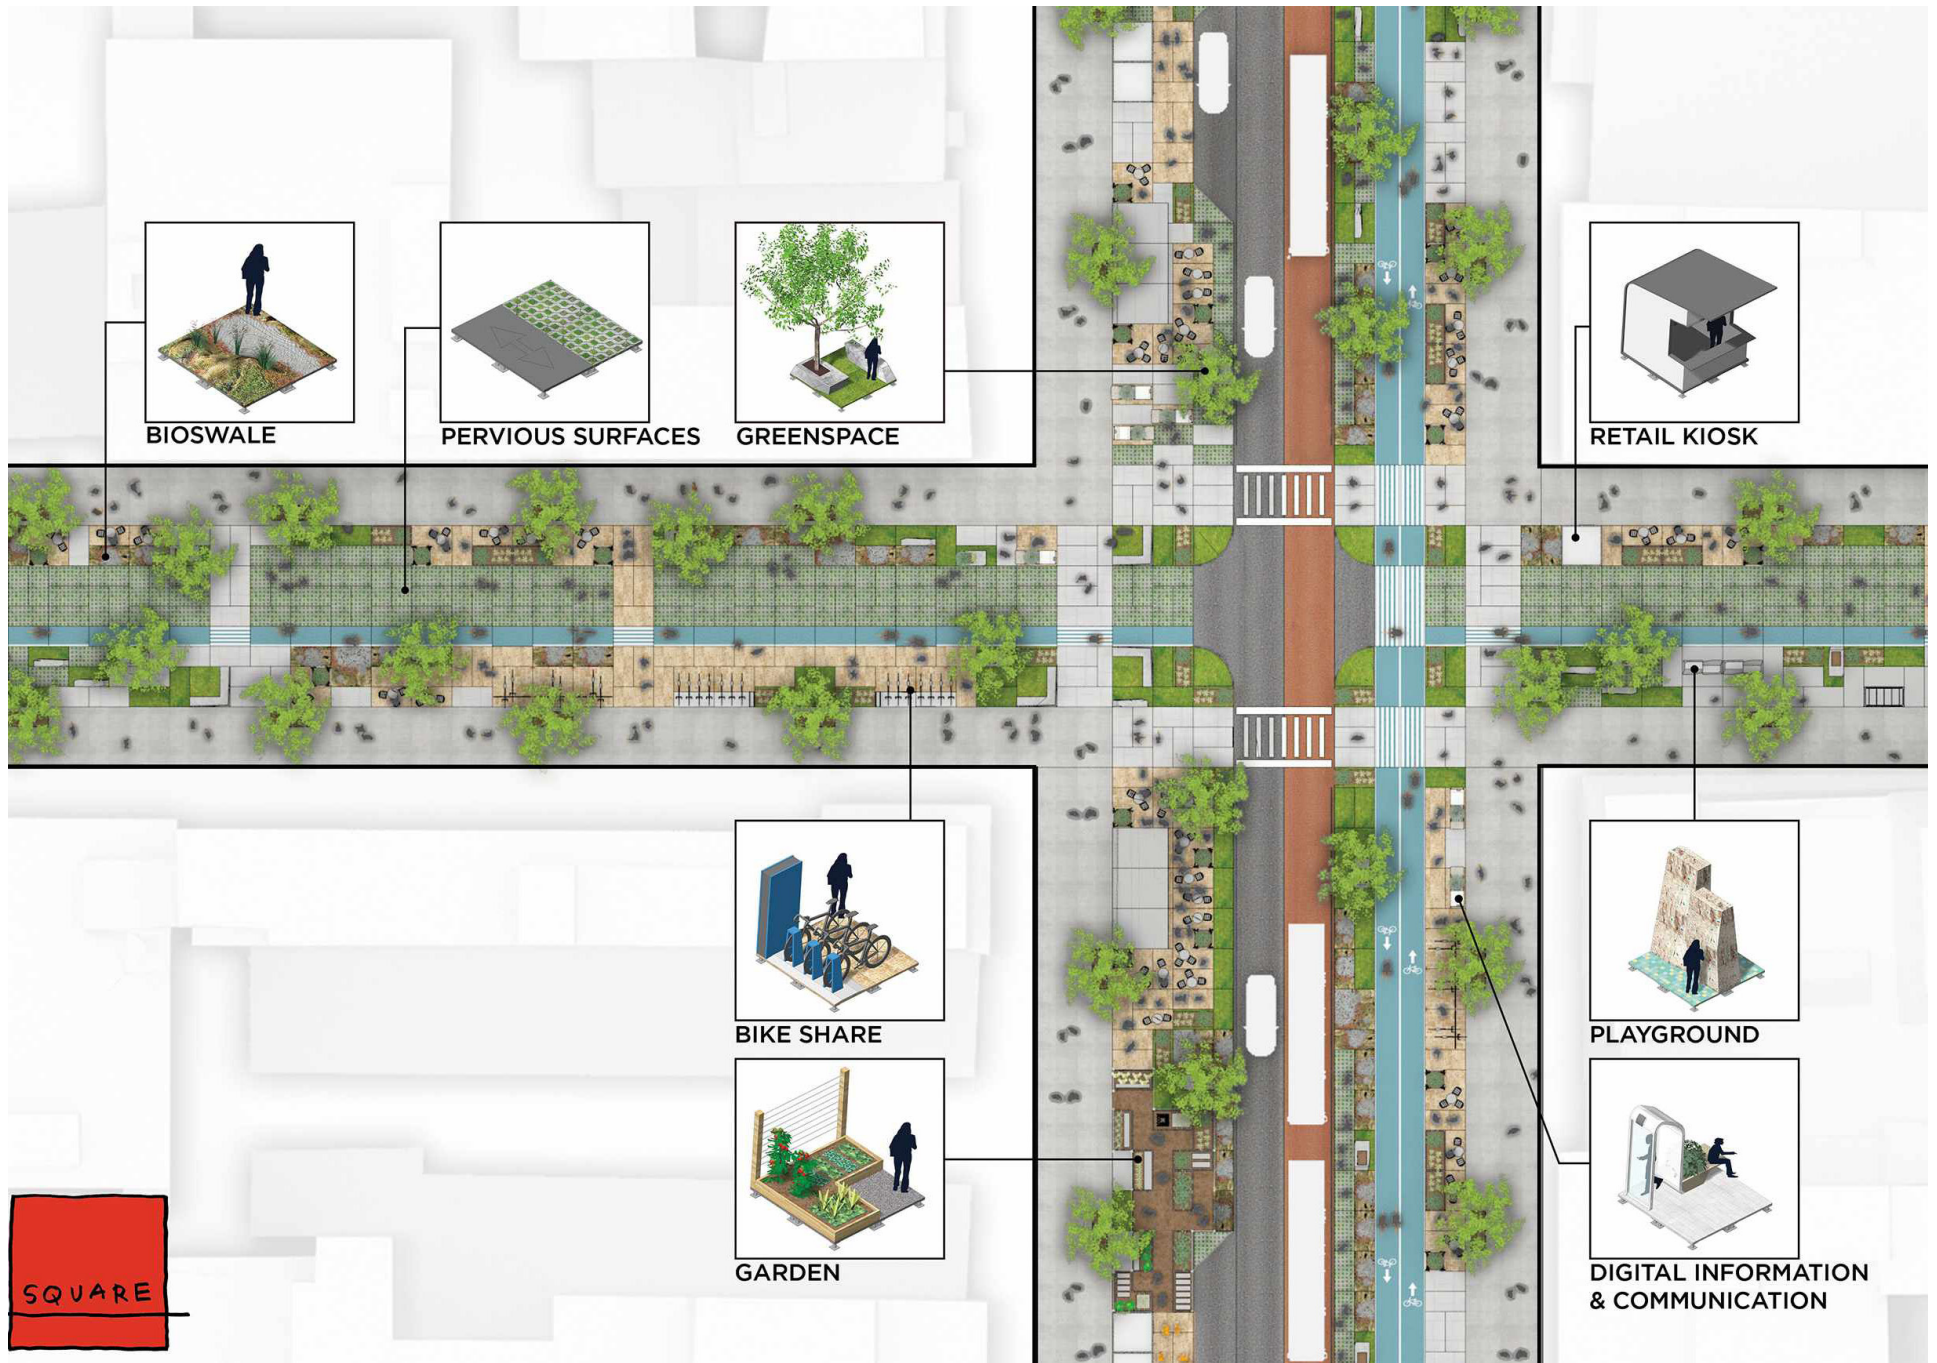 BIOSWALE
PERVIOUS SURFACES
GREENSPACE
RETAIL KIOSK
BIKE SHARE
PLAYGROUND
GARDEN
DIGITAL INFORMATION
& COMMUNICATION
SQUARE